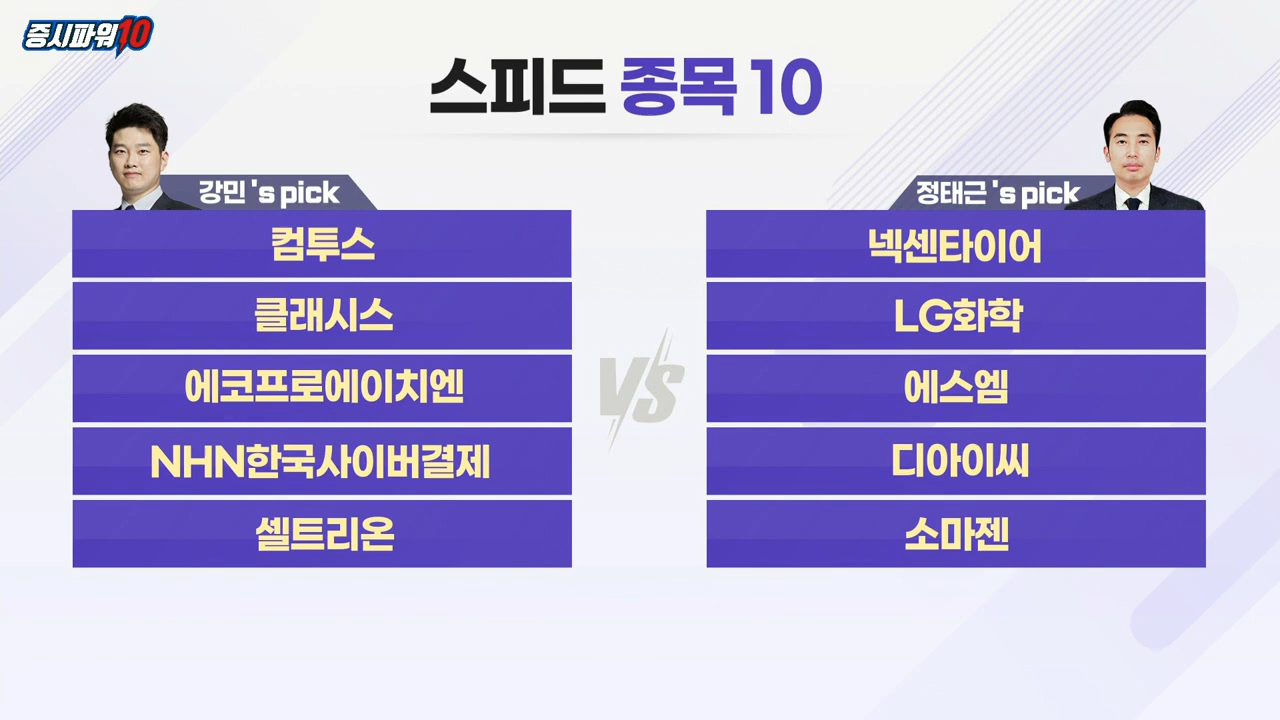 증시파워10
스피드 종목 10
강민 's pick
컴투스
클래시스
에코프로에이치엔
NHN한국사이버결제
셀트리온
VS
정태근 's pick
넥센타이어
LG화학
에스엠
디아이씨
소마젠